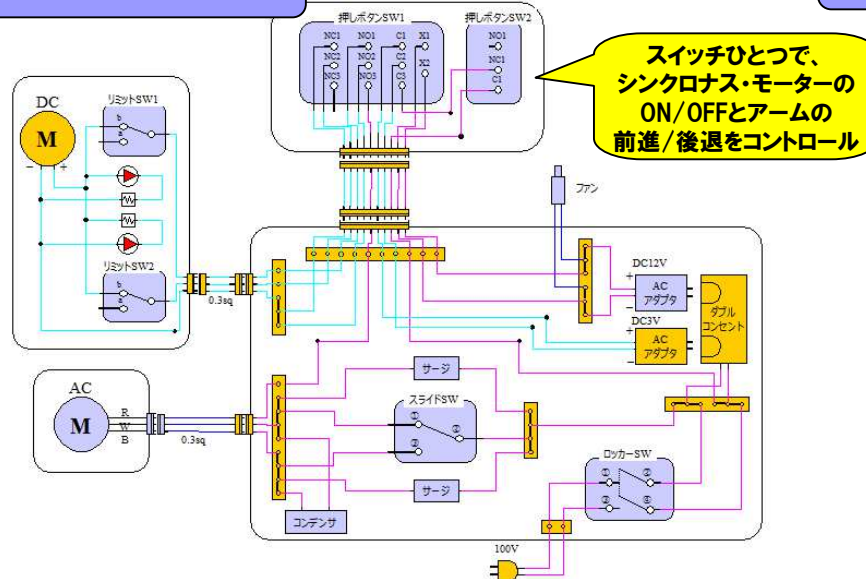 押しボタンSW1
押しボタンSW2
NC1 NO1 C1 X1
NC2 NO2 C2 X2
NC3 NO3 C3
NO1
NC1
C1
スイッチひとつで、
シンクロナス・モーターの
ON/OFFとアームの
前進/後退をコントロール
DC
M
− +
リミットSW1
b
a
リミットSW2
b
a
0.3sq
ファン
DC12V
+
−
AC
アダプタ
DC3V
+
−
AC
アダプタ
ダブル
コンセント
AC
M
R
W
B
0.3sq
サージ
スライドSW
①
②
③
サージ
コンデンサ
ロッカーSW
① ②
③ ④
100V